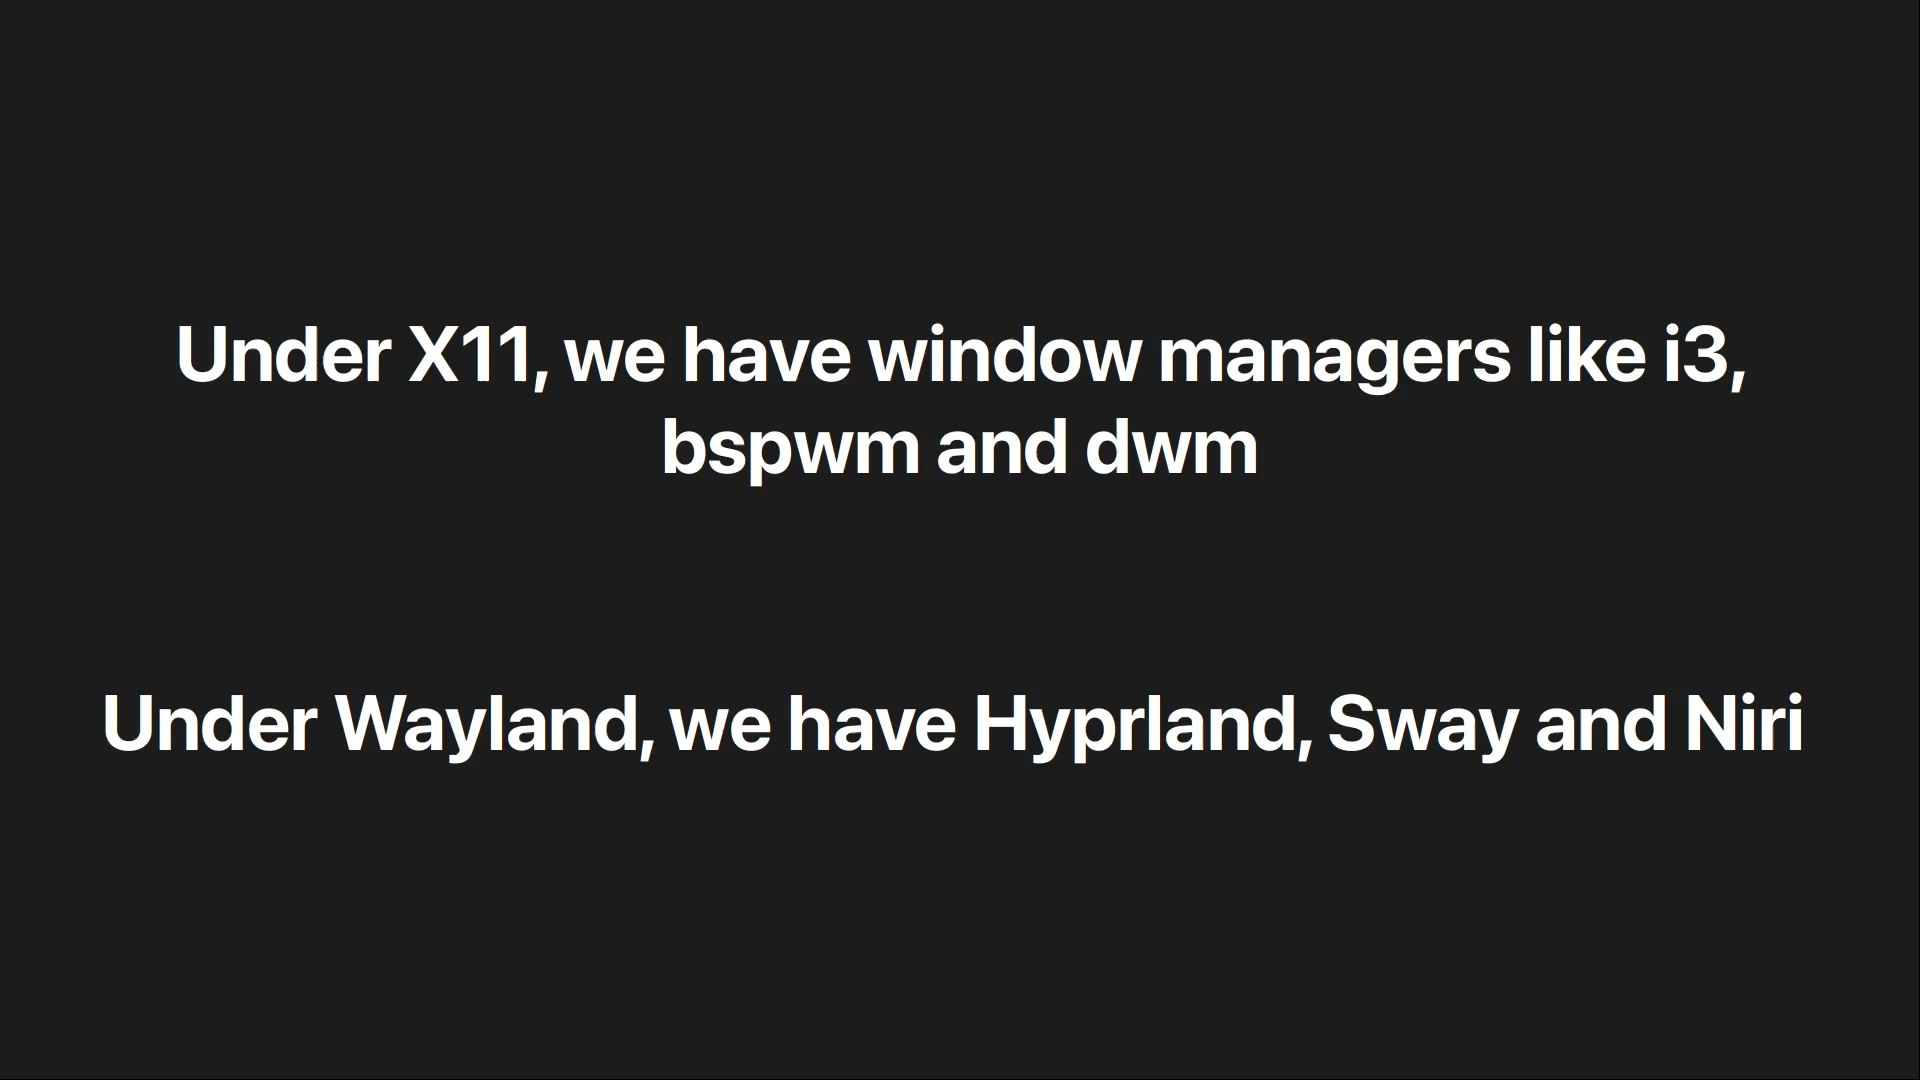 Under X11, we have window managers like i3,
bspwm and dwm
Under Wayland, we have Hyprland, Sway and Niri